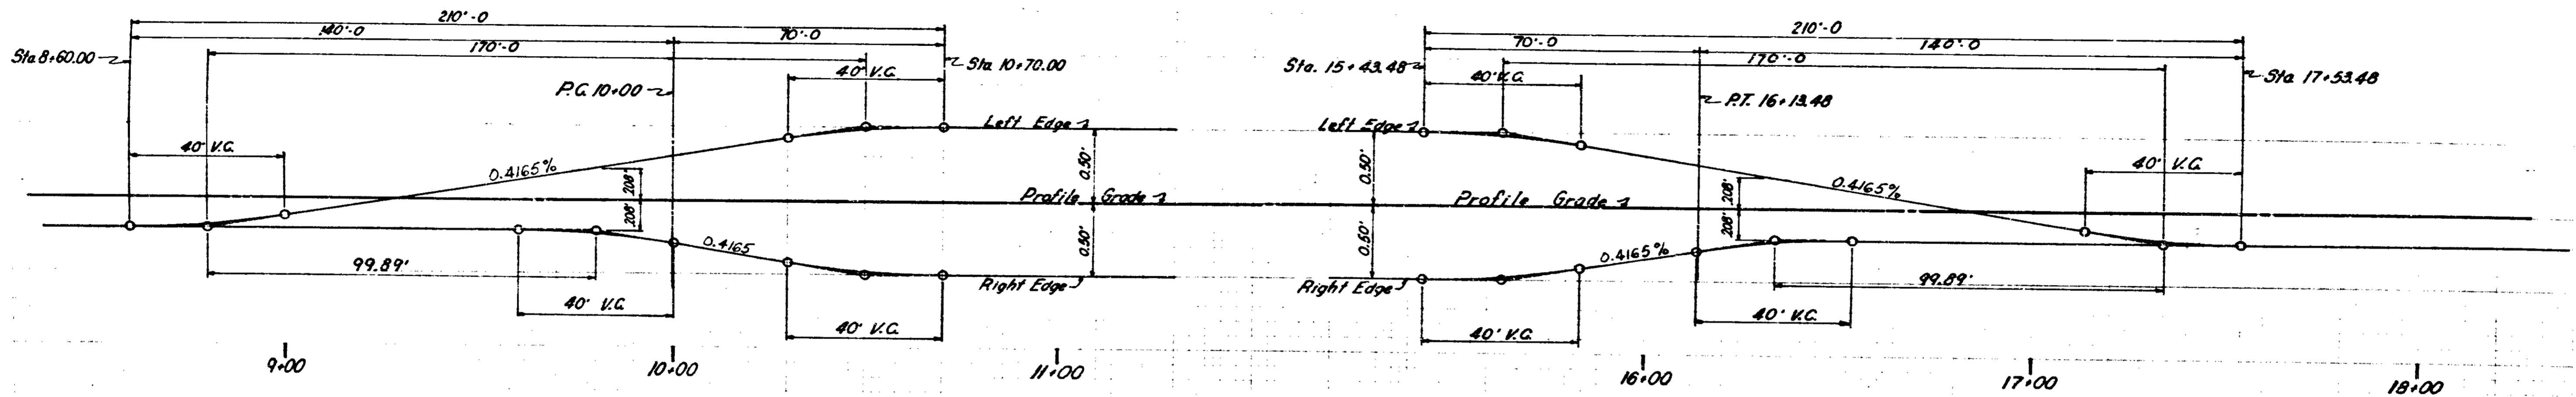 210'-0
140'-0
70'-0
170'-0
Sta 8+60.00
P.C. 10+00
Sta 10+70.00
40' V.C.
40' V.C.
Left Edge
0.4165%
.208'
.208'
0.50'
0.50'
Profile Grade
0.4165
99.89'
40' V.C.
40' V.C.
Right Edge
9+00
10+00
11+00
210'-0
70'-0
140'-0
170'-0
Sta. 15+43.48
40' V.C.
P.T. 16+13.48
Sta 17+53.48
Left Edge
0.50'
0.50'
.208'
.208'
0.4165%
40' V.C.
Profile Grade
0.4165%
Right Edge
99.89'
40' V.C.
40' V.C.
16+00
17+00
18+00